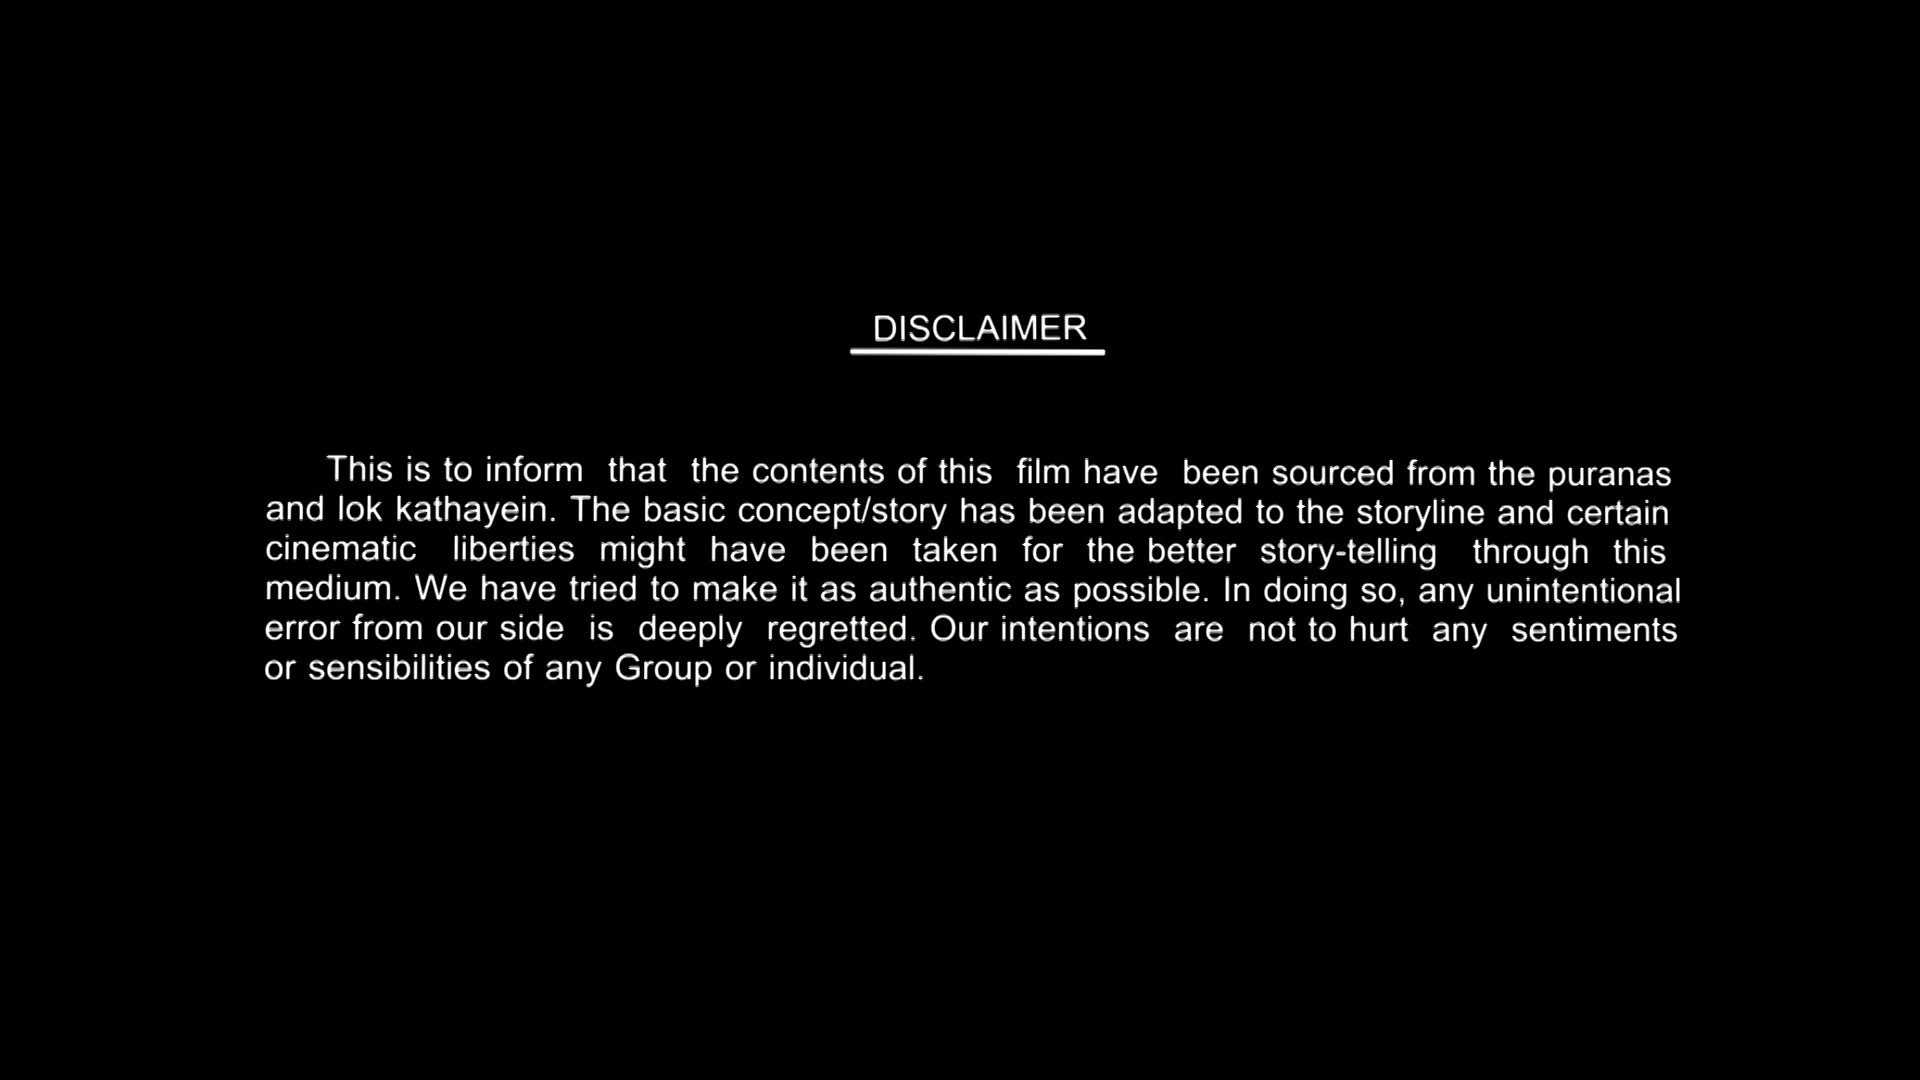 DISCLAIMER
This is to inform that the contents of this film have been sourced from the puranas
and lok kathayein. The basic concept/story has been adapted to the storyline and certain
cinematic liberties might have been taken for the better story-telling through this
medium. We have tried to make it as authentic as possible. In doing so, any unintentional
error from our side is deeply regretted. Our intentions are not to hurt any sentiments
or sensibilities of any Group or individual.